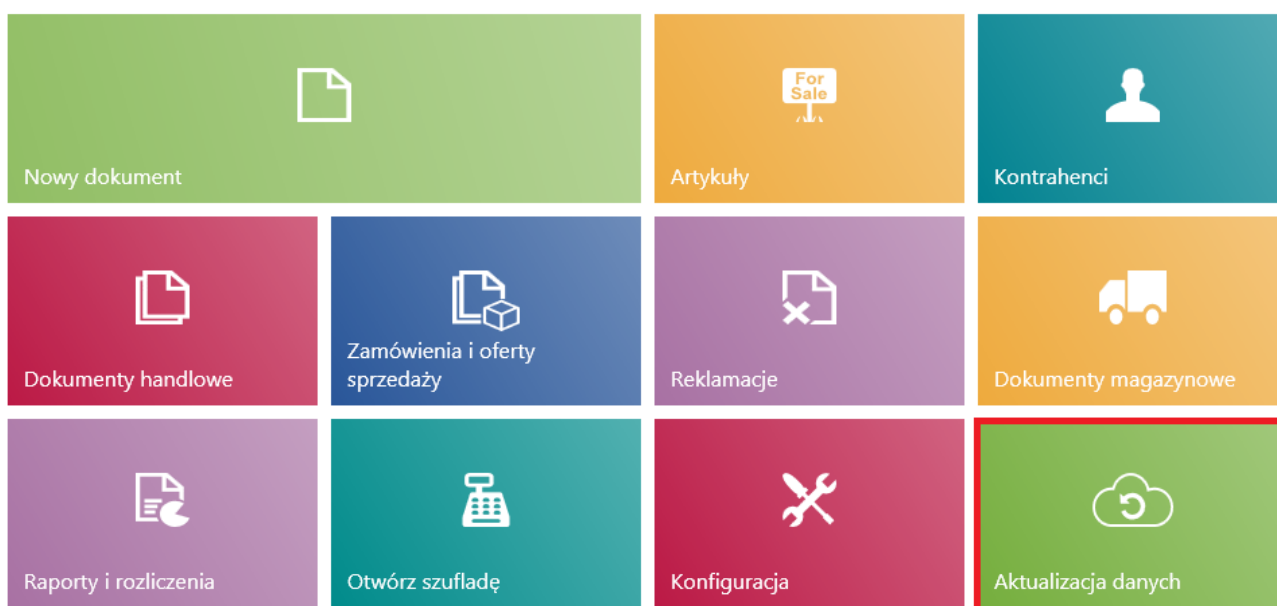 For
Sale
Nowy dokument
Artykuły
Kontrahenci
Dokumenty handlowe
Zamówienia i oferty
sprzedaży
Reklamacje
Dokumenty magazynowe
Raporty i rozliczenia
Otwórz szufladę
Konfiguracja
Aktualizacja danych